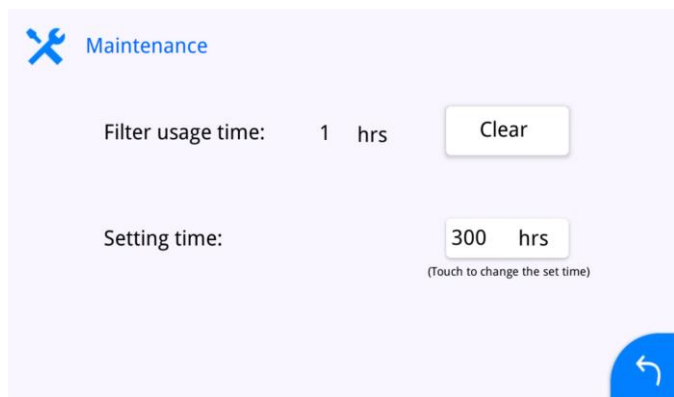 Maintenance
Filter usage time: 1 hrs Clear
Setting time: 300 hrs
(Touch to change the set time)